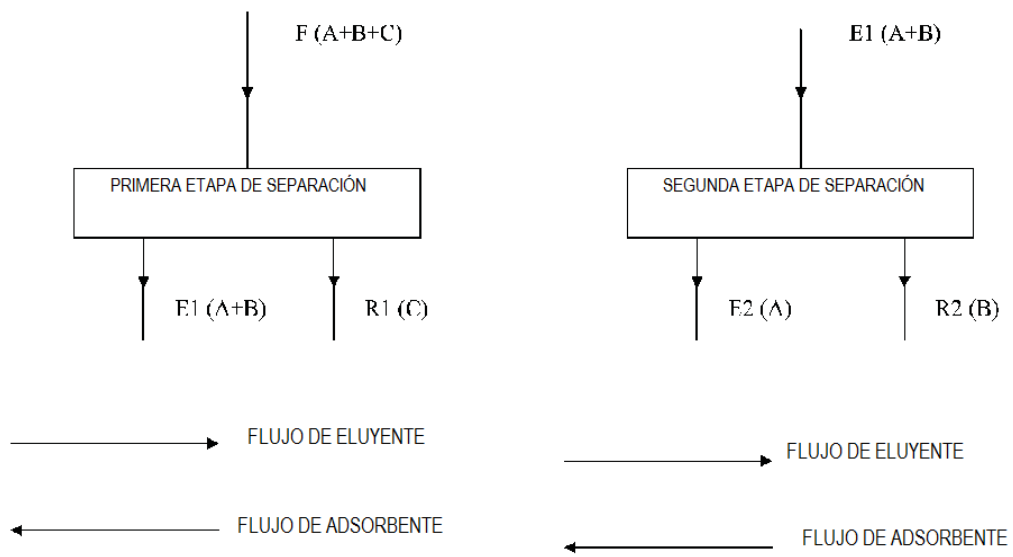 F (A+B+C)
PRIMERA ETAPA DE SEPARACIÓN
E1 (A+B)
R1 (C)
FLUJO DE ELUYENTE
FLUJO DE ADSORBENTE
E1 (A+B)
SEGUNDA ETAPA DE SEPARACIÓN
E2 (A)
R2 (B)
FLUJO DE ELUYENTE
FLUJO DE ADSORBENTE